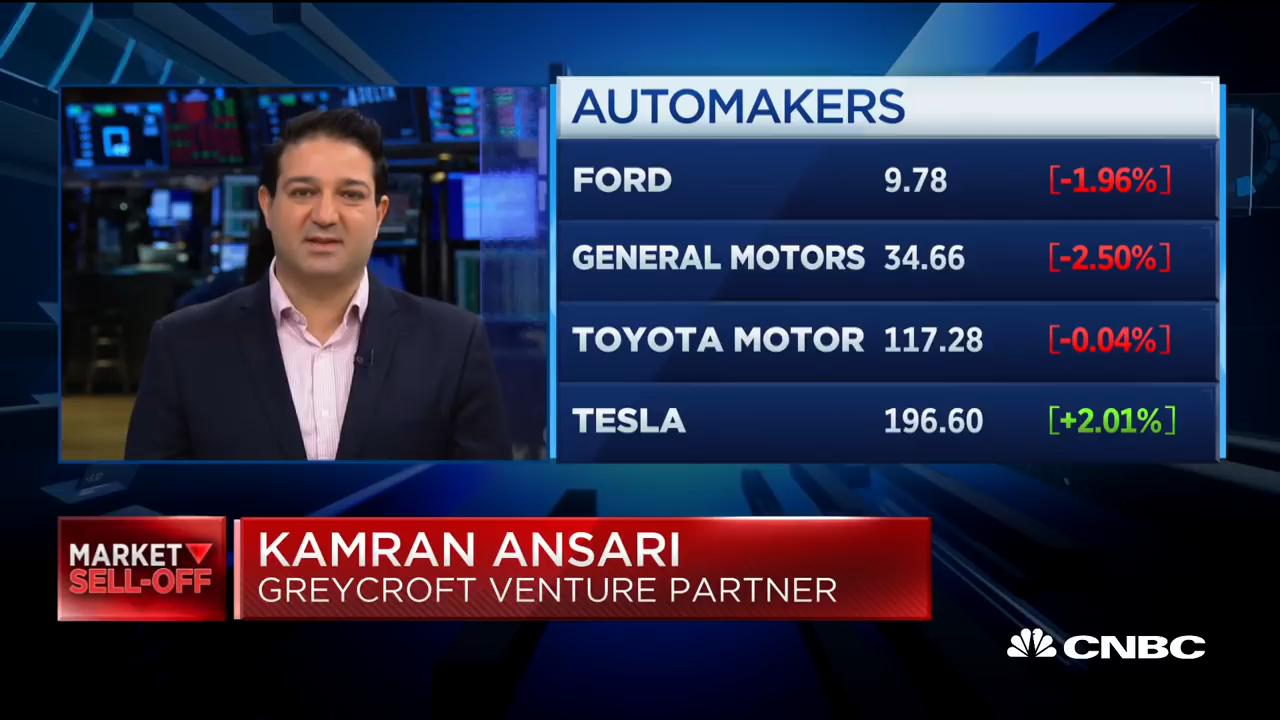 AUTOMAKERS
FORD 9.78 [-1.96%]
GENERAL MOTORS 34.66 [-2.50%]
TOYOTA MOTOR 117.28 [-0.04%]
TESLA 196.60 [+2.01%]
MARKET
SELL-OFF
KAMRAN ANSARI
GREYCROFT VENTURE PARTNER
CNBC
DELTA